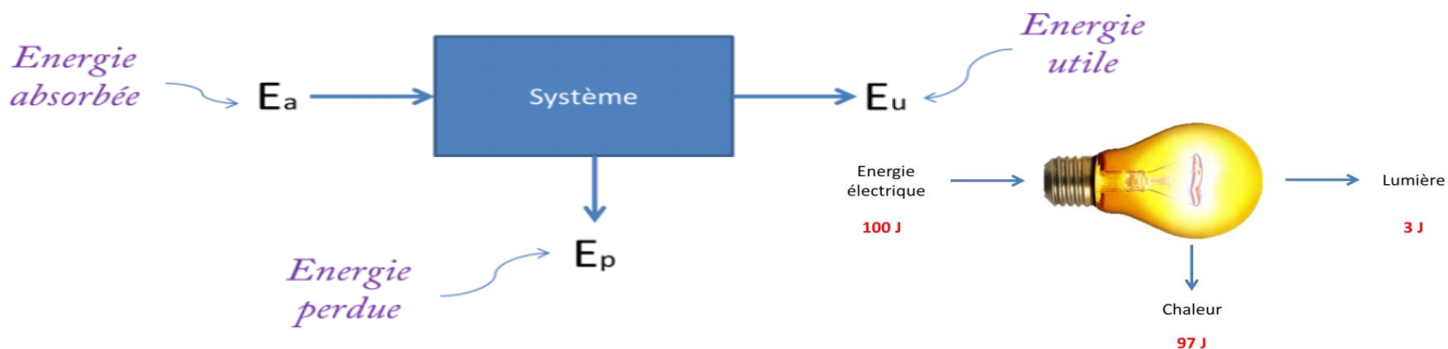 Energie
absorbée
Ea
Système
Eu
Energie
utile
Ep
Energie
perdue
Energie
électrique
100 J
Lumière
3 J
Chaleur
97 J